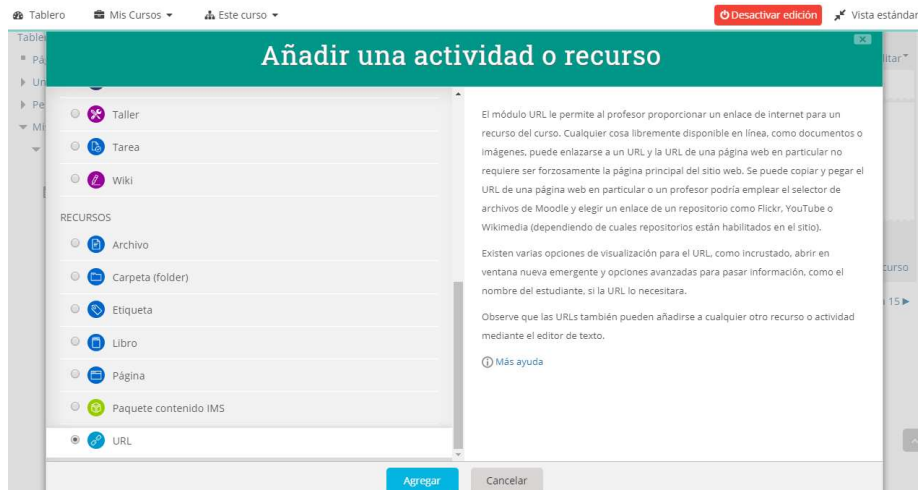 Tablero Mis Cursos Este curso Desactivar edición Vista estándar
Añadir una actividad o recurso
Taller
Tarea
Wiki
RECURSOS
Archivo
Carpeta (folder)
Etiqueta
Libro
Página
Paquete contenido IMS
URL
El módulo URL le permite al profesor proporcionar un enlace de internet para un
recurso del curso. Cualquier cosa libremente disponible en línea, como documentos o
imágenes, puede enlazarse a un URL y la URL de una página web en particular no
requiere ser forzosamente la página principal del sitio web. Se puede copiar y pegar el
URL de una página web en particular o un profesor podría emplear el selector de
archivos de Moodle y elegir un enlace de un repositorio como Flickr, YouTube o
Wikimedia (dependiendo de cuales repositorios están habilitados en el sitio).
Existen varias opciones de visualización para el URL, como incrustado, abrir en
ventana nueva emergente y opciones avanzadas para pasar información, como el
nombre del estudiante, si la URL lo necesitara.
Observe que las URLs también pueden añadirse a cualquier otro recurso o actividad
mediante el editor de texto.
Más ayuda
Agregar Cancelar